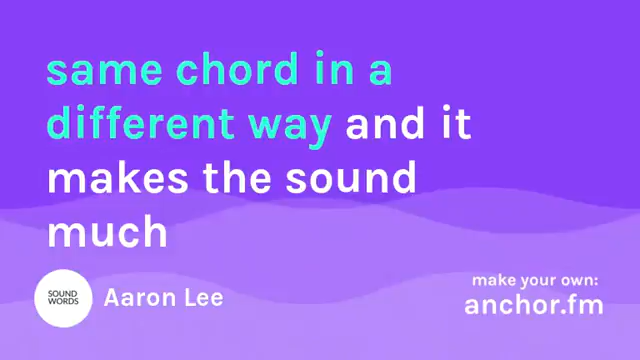 same chord in a
different way and it
makes the sound
much
SOUND
WORDS
Aaron Lee
make your own:
anchor.fm